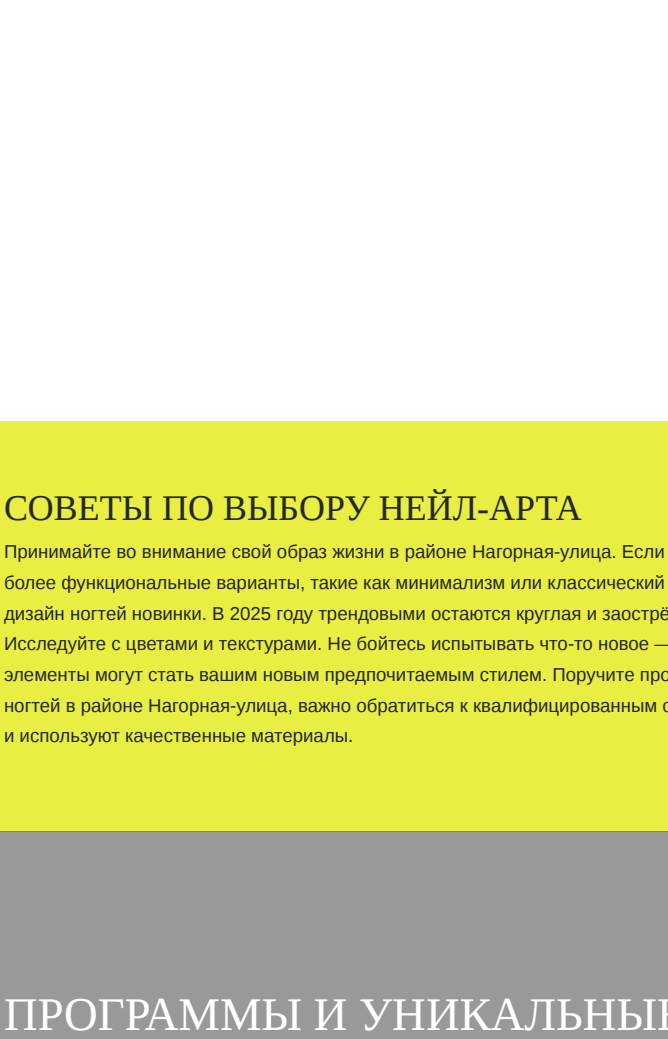 СОВЕТЫ ПО ВЫБОРУ НЕЙЛ-АРТА
Принимайте во внимание свой образ жизни в районе Нагорная-улица. Если
более функциональные варианты, такие как минимализм или классический
дизайн ногтей новинки. В 2025 году трендовыми остаются круглая и
Исследуйте с цветами и текстурами. Не бойтесь испытывать что-то новое —
элементы могут стать вашим новым предпочитаемым стилем. Поручите
ногтей в районе Нагорная-улица, важно обратиться к квалифицированным
и используют качественные материалы.
ПРОГРАММЫ И